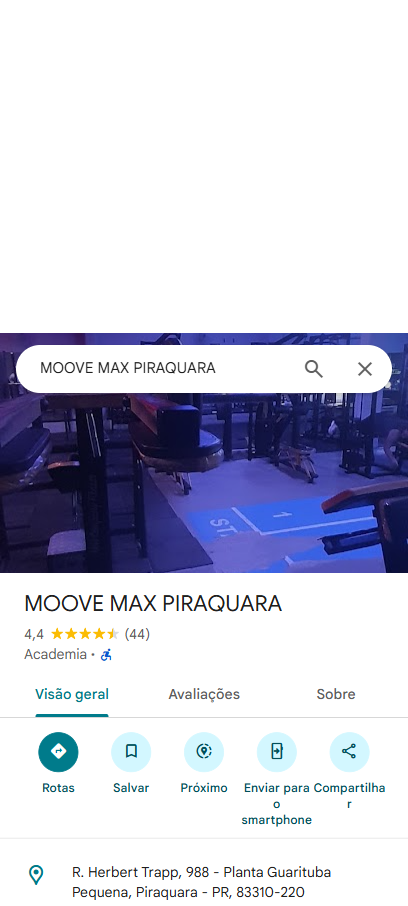 MOOVE MAX PIRAQUARA
1
ST
MOOVE MAX PIRAQUARA
4,4 (44)
Academia ·
Visão geral Avaliações Sobre
Rotas Salvar Próximo Enviar para o smartphone Compartilhar
R. Herbert Trapp, 988 - Planta Guarituba
Pequena, Piraquara - PR, 83310-220